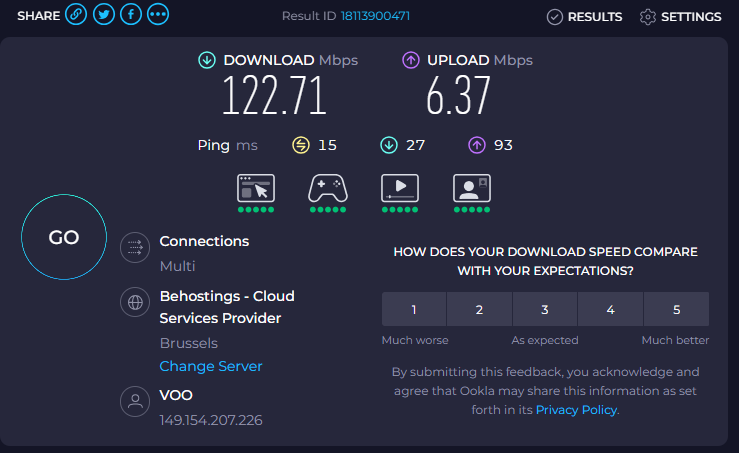 SHARE
Result ID 18113900471
RESULTS SETTINGS
DOWNLOAD Mbps
122.71
UPLOAD Mbps
6.37
Ping ms 15 27 93
GO
Connections
Multi
Behostings - Cloud
Services Provider
Brussels
Change Server
VOO
149.154.207.226
HOW DOES YOUR DOWNLOAD SPEED COMPARE
WITH YOUR EXPECTATIONS?
1 2 3 4 5
Much worse As expected Much better
By submitting this feedback, you acknowledge and
agree that Ookla may share this information as set
forth in its Privacy Policy.